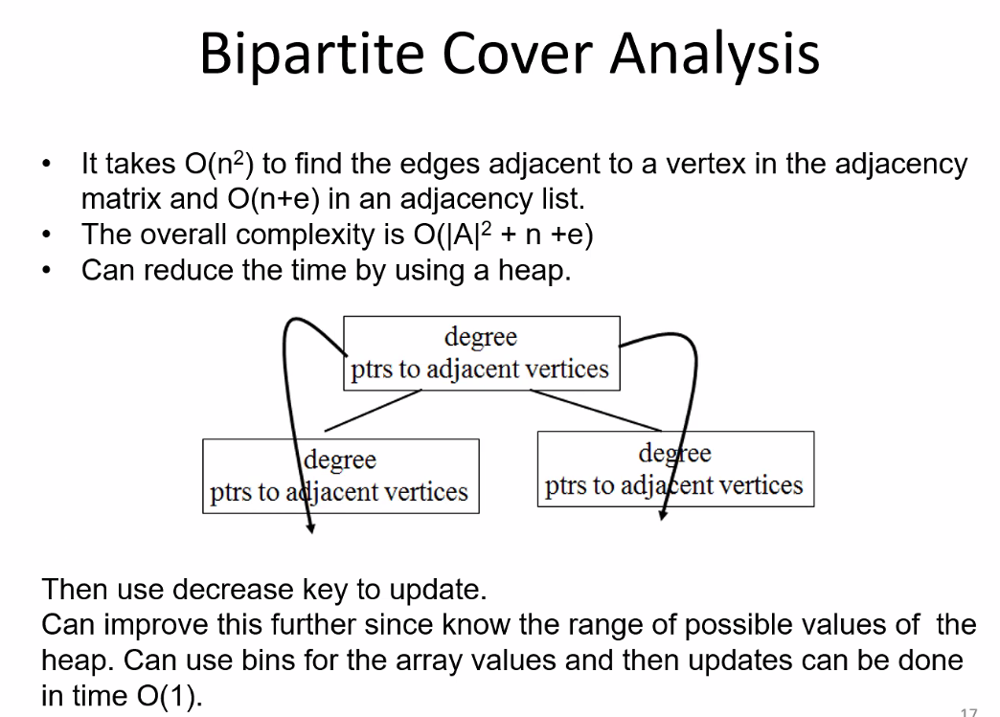 Bipartite Cover Analysis
• It takes O(n²) to find the edges adjacent to a vertex in the adjacency
matrix and O(n+e) in an adjacency list.
• The overall complexity is O(|A|² + n +e)
• Can reduce the time by using a heap.
degree
ptrs to adjacent vertices
degree
ptrs to adjacent vertices
degree
ptrs to adjacent vertices
Then use decrease key to update.
Can improve this further since know the range of possible values of  the
heap. Can use bins for the array values and then updates can be done
in time O(1).
17